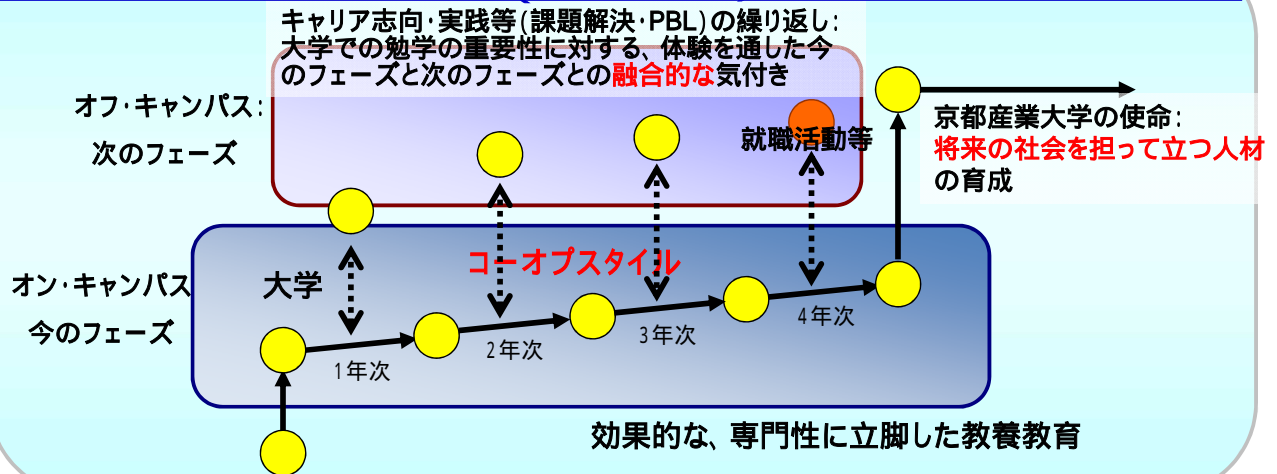 キャリア志向・実践等(課題解決・PBL)の繰り返し:
大学での勉学の重要性に対する、体験を通した今
のフェーズと次のフェーズとの融合的な気付き
オフ・キャンパス:
次のフェーズ
就職活動等
京都産業大学の使命:
将来の社会を担って立つ人材
の育成
コーオプスタイル
大学
オン・キャンパス
今のフェーズ
1年次
2年次
3年次
4年次
効果的な、専門性に立脚した教養教育